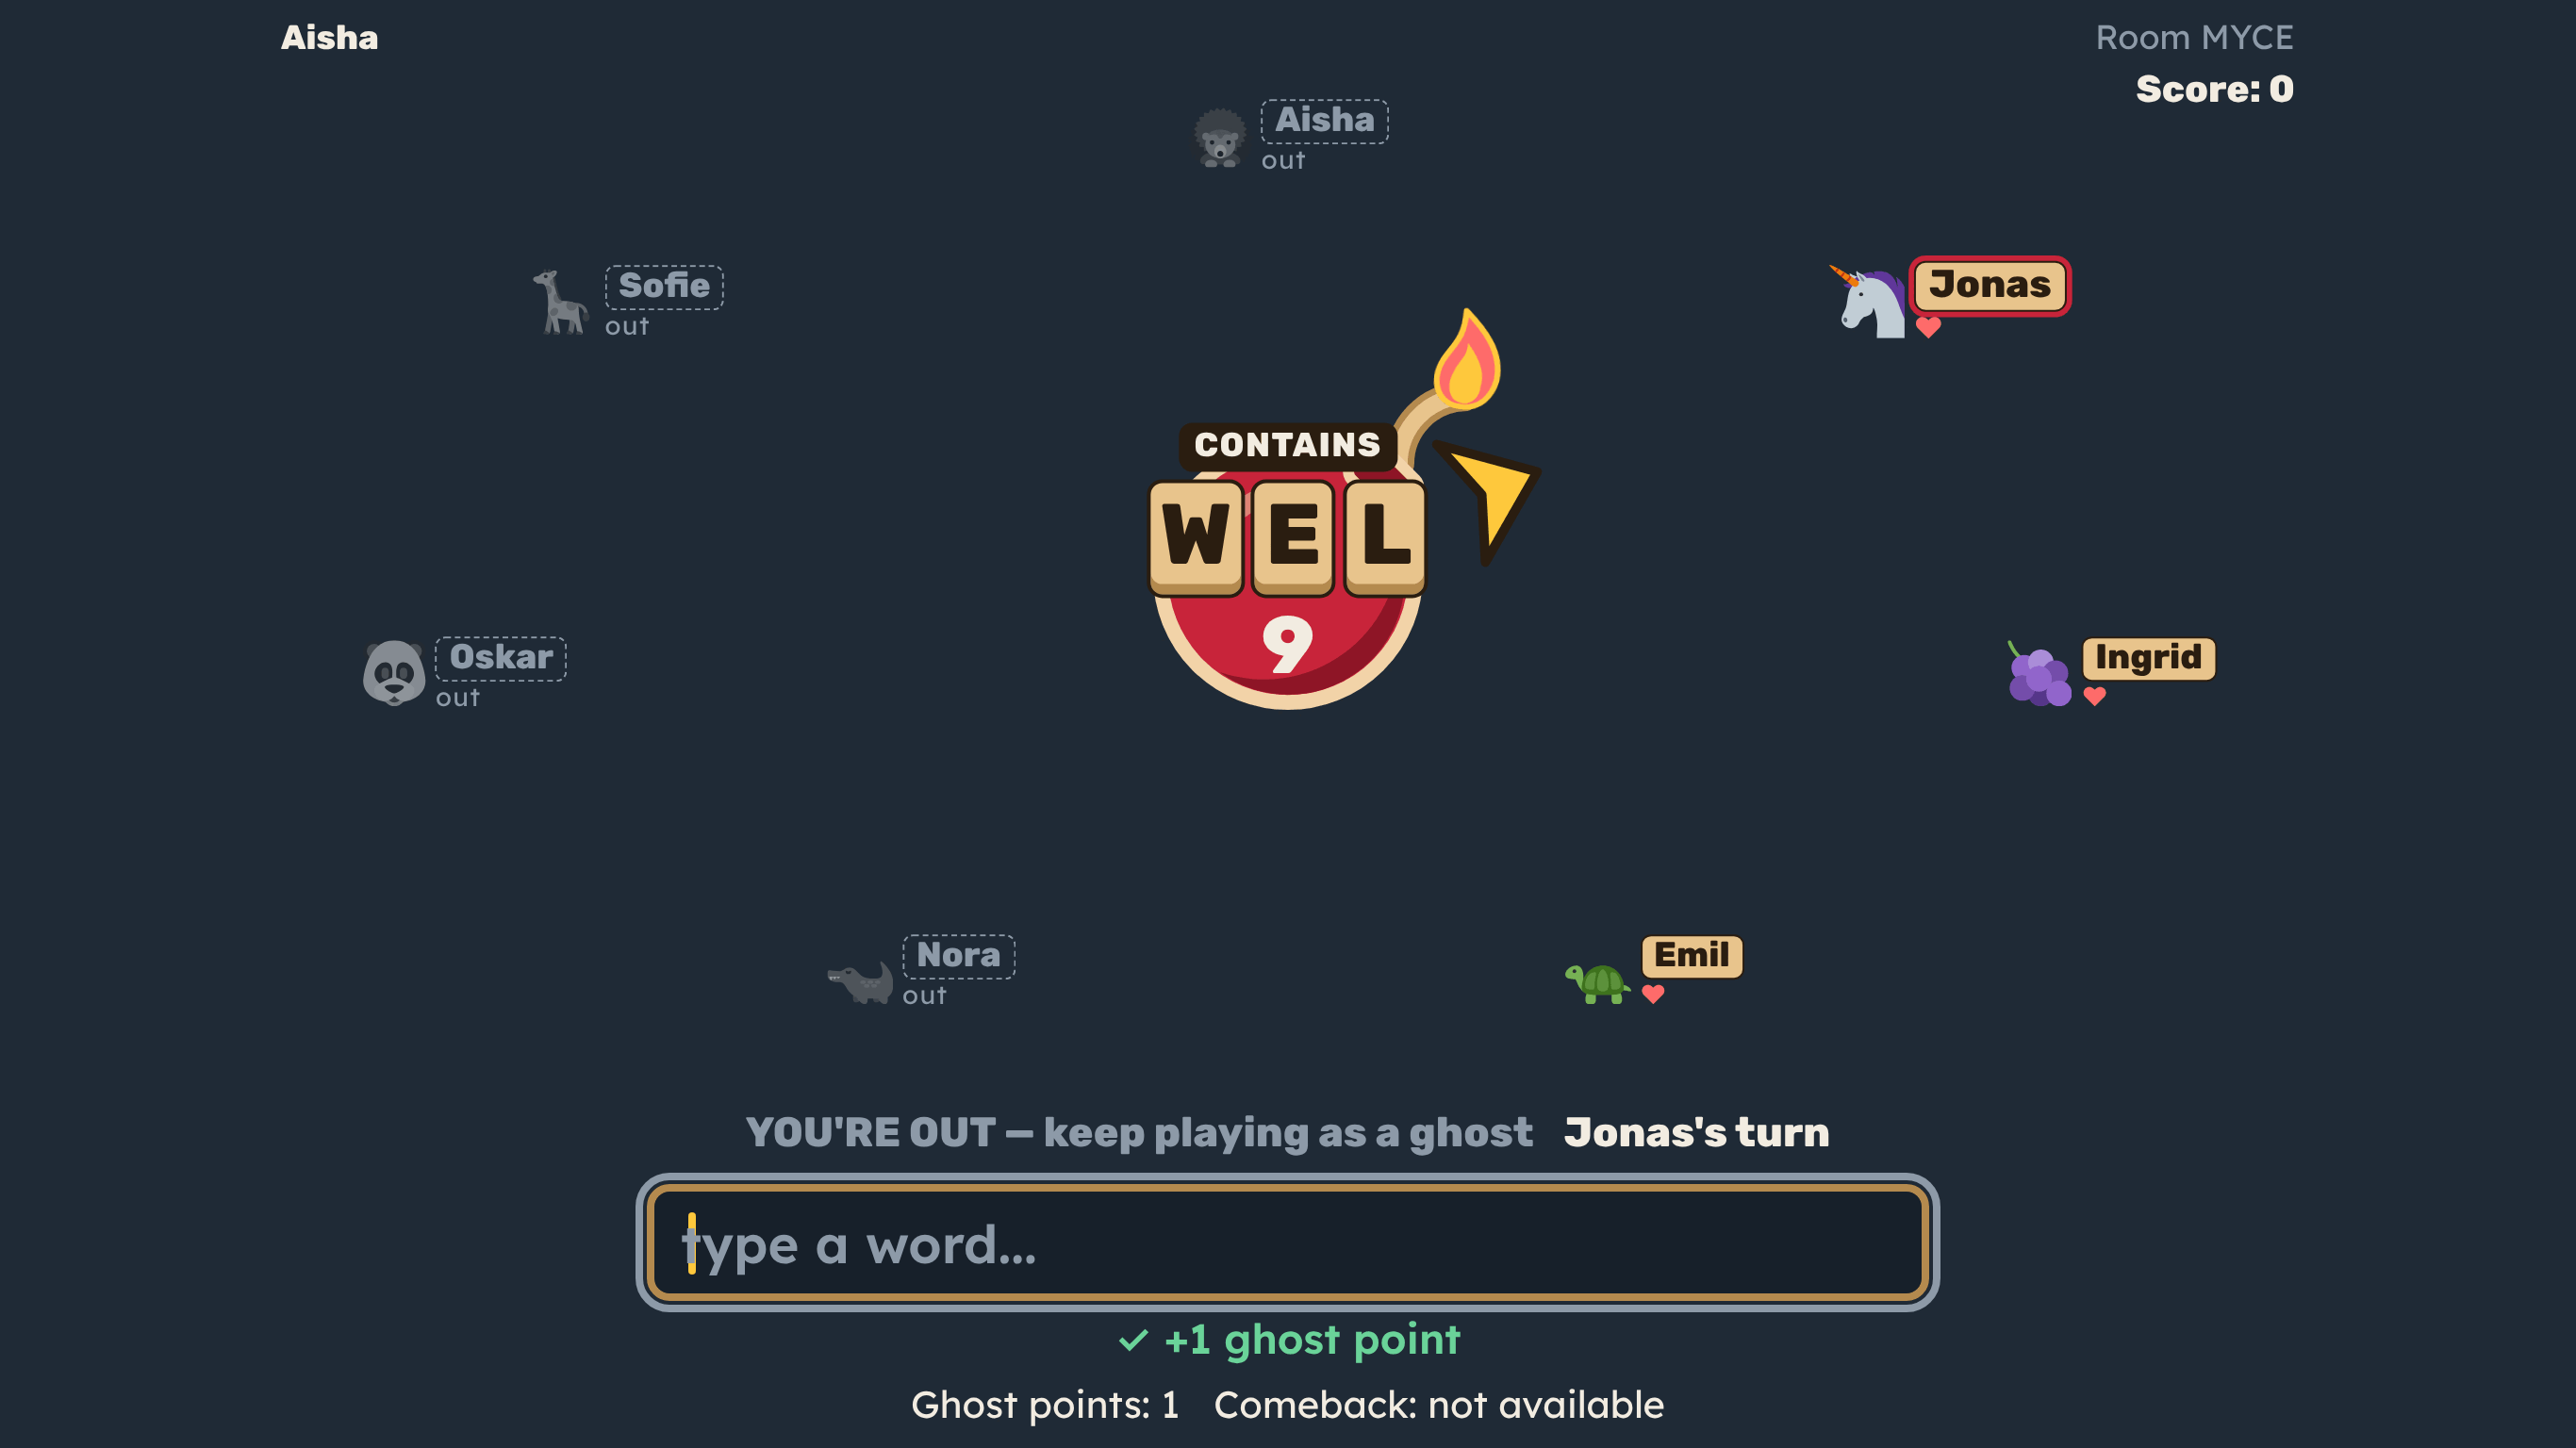 Aisha
Room MYCE
Score: 0
Aisha
out
Sofie
out
Jonas
CONTAINS
WEL
9
Oskar
out
Ingrid
Nora
out
Emil
YOU'RE OUT — keep playing as a ghost Jonas's turn
type a word...
✓ +1 ghost point
Ghost points: 1 Comeback: not available